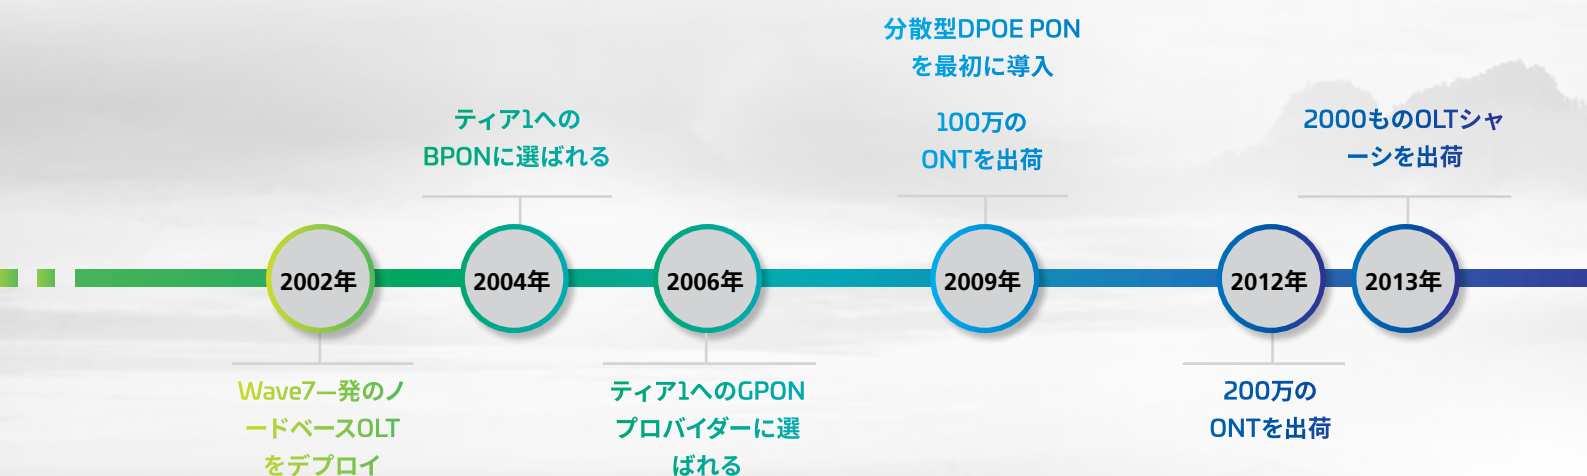 分散型DPOE PON
を最初に導入
100万の
ONTを出荷
ティア1への
BPONに選ばれる
2000ものOLTシャ
ーシを出荷
2002年
2004年
2006年
2009年
2012年
2013年
Wave7—発のノ
ードベースOLT
をデプロイ
ティア1へのGPON
プロバイダーに選
ばれる
200万の
ONTを出荷